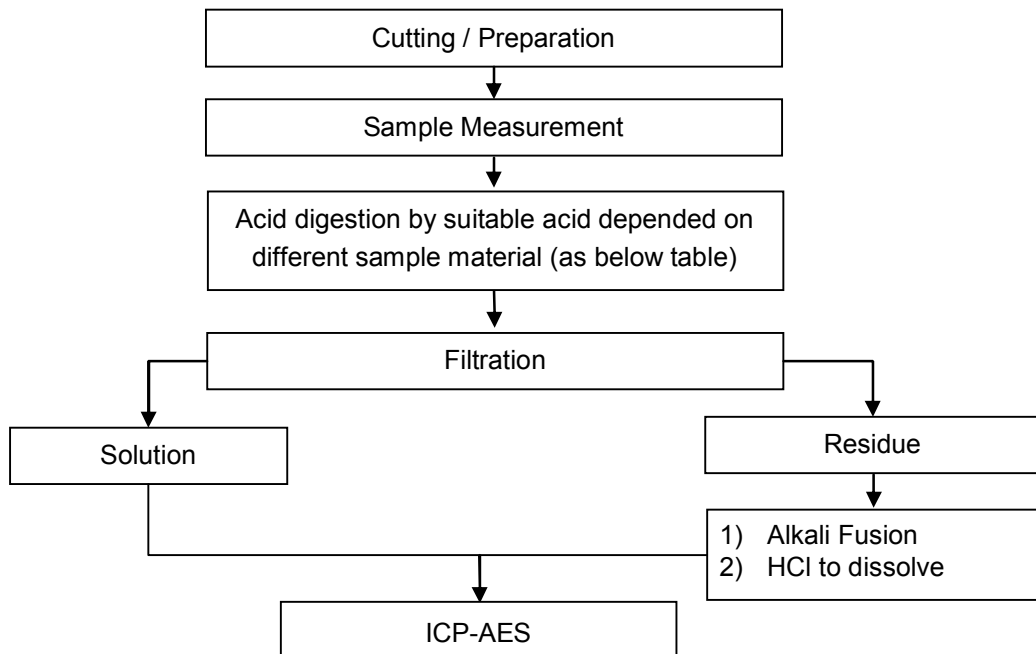 Cutting / Preparation
Sample Measurement
Acid digestion by suitable acid depended on
different sample material (as below table)
Filtration
Solution
Residue
1) Alkali Fusion
2) HCl to dissolve
ICP-AES